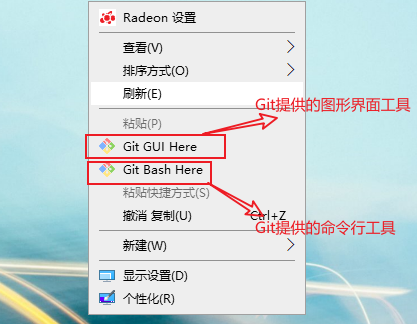 Radeon 设置
查看(V)
排序方式(O)
刷新(E)
Git提供的图形界面工具
粘贴(P)
Git GUI Here
Git Bash Here
粘贴快捷方式(S)
撤消 复制(U) Ctrl+Z
Git提供的命令行工具
新建(W)
显示设置(D)
个性化(R)